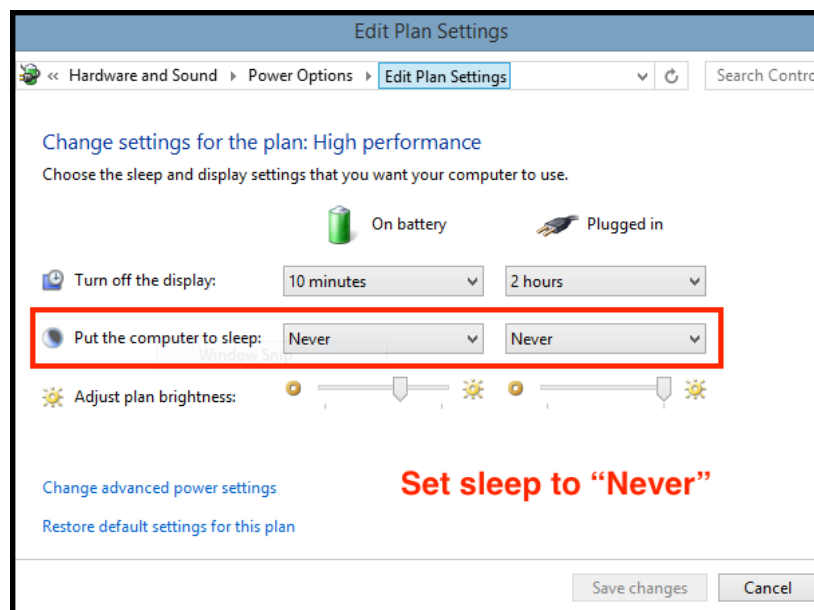 Edit Plan Settings
« Hardware and Sound Power Options Edit Plan Settings Search Contro
Change settings for the plan: High performance
Choose the sleep and display settings that you want your computer to use.
On battery Plugged in
Turn off the display: 10 minutes 2 hours
Put the computer to sleep: Never Never
Window Snip
Adjust plan brightness:
Set sleep to “Never”
Change advanced power settings
Restore default settings for this plan
Save changes Cancel